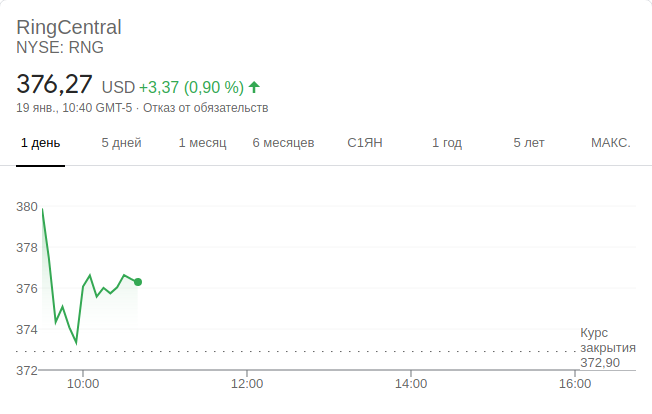 RingCentral
NYSE: RNG
376,27 USD +3,37 (0,90 %)
19 янв., 10:40 GMT-5 · Отказ от обязательств
1 день 5 дней 1 месяц 6 месяцев С1ЯН 1 год 5 лет МАКС.
380
378
376
374
Курс
закрытия
372,90
372
10:00 12:00 14:00 16:00